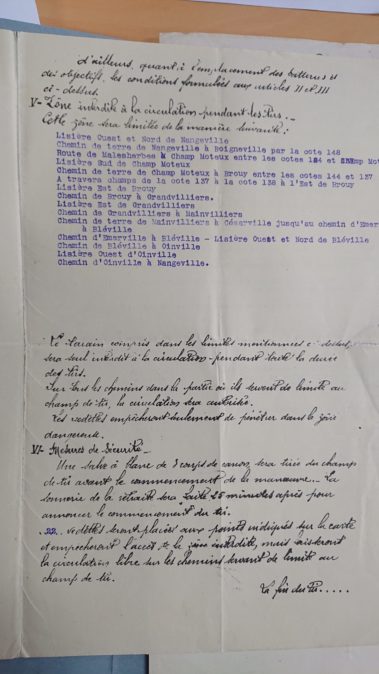 d'ailleurs, quant à l'emplacement des batteries et
des objectifs, les conditions formulées aux articles II et III
ci-dessus.
V- Zône interdite à la circulation pendant les tirs.-
Cette zône sera limitée de la manière suivante:
Lisière Ouest et Nord de Nangeville
Chemin de terre de Nangeville à Boigneville par la cote 148
Route de Malesherbes à Champ Moteux entre les cotes 124 et Champ Mot
Lisière Sud de Champ Moteux
Chemin de terre de Champ Moteux à Brouy entre les cotes 144 et 137
A travers champs de la cote 137 à la cote 138 à l'Est de Brouy
Lisière Est de Brouy
Chemin de Brouy à Grandvilliers.
Lisière Est de Grandvilliers
Chemin de Grandvilliers à Mainvilliers
Chemin de terre de Mainvilliers à Césarville jusqu'au chemin d'Emer
à Bléville
Chemin d'Emerville à Bléville - Lisière Ouest et Nord de Bléville
Chemin de Bléville à Oinville
Lisière Ouest d'Oinville
Chemin d'Oinville à Nangeville.
Le terrain compris dans les limites mentionnées ci-dessus,
sera seul interdit à la circulation pendant toute la durée
des tirs.
Sur tous les chemins dans la partie où ils servent de limite au
champ de tir, la circulation sera autorisée.
Les vedettes empêcheront seulement de pénétrer dans la zône
dangereuse.
VI- Mesures de Sécurité-
Une salve à blanc de 3 coups de canon, sera tirée du champ
de tir avant le commencement de la manœuvre. - La
sonnerie de la retraite sera faite 25 minutes après pour
annoncer le commencement du tir.
22 vedettes seront placées aux points indiqués sur la carte
et empêcheront l'accès de la zône interdite, mais laisseront
la circulation libre sur les chemins servant de limite au
champ de tir.
La fin du tir.....